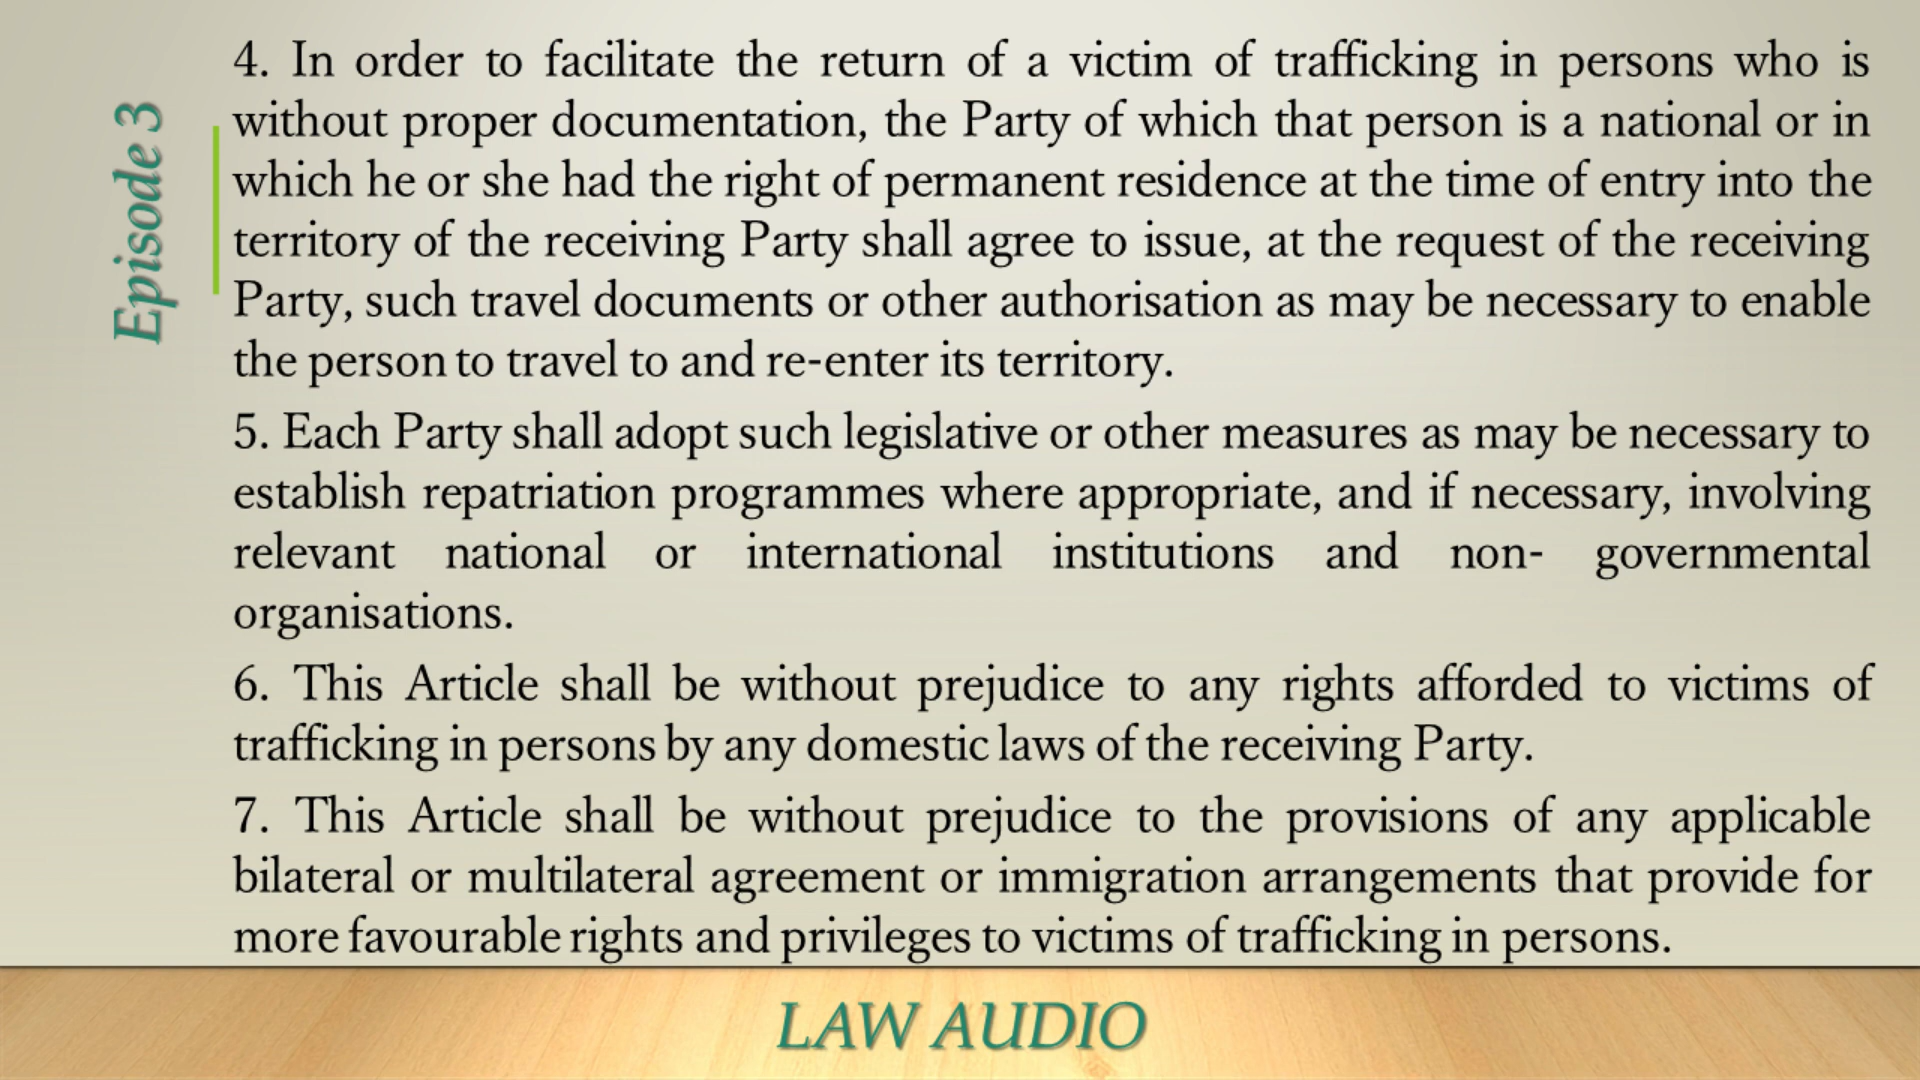 Episode 3
4. In order to facilitate the return of a victim of trafficking in persons who is
without proper documentation, the Party of which that person is a national or in
which he or she had the right of permanent residence at the time of entry into the
territory of the receiving Party shall agree to issue, at the request of the receiving
Party, such travel documents or other authorisation as may be necessary to enable
the person to travel to and re-enter its territory.
5. Each Party shall adopt such legislative or other measures as may be necessary to
establish repatriation programmes where appropriate, and if necessary, involving
relevant national or international institutions and non- governmental
organisations.
6. This Article shall be without prejudice to any rights afforded to victims of
trafficking in persons by any domestic laws of the receiving Party.
7. This Article shall be without prejudice to the provisions of any applicable
bilateral or multilateral agreement or immigration arrangements that provide for
more favourable rights and privileges to victims of trafficking in persons.
LAW AUDIO